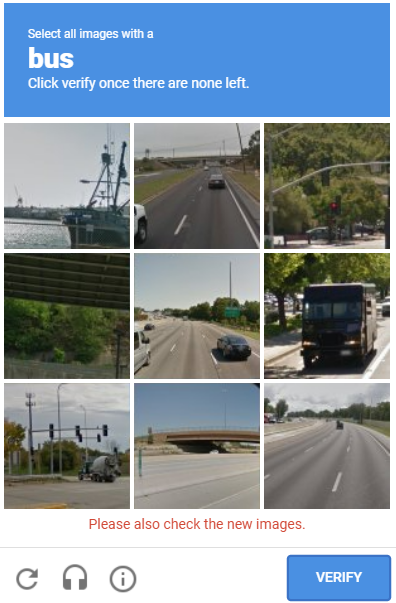 Select all images with a
bus
Click verify once there are none left.
Please also check the new images.
VERIFY